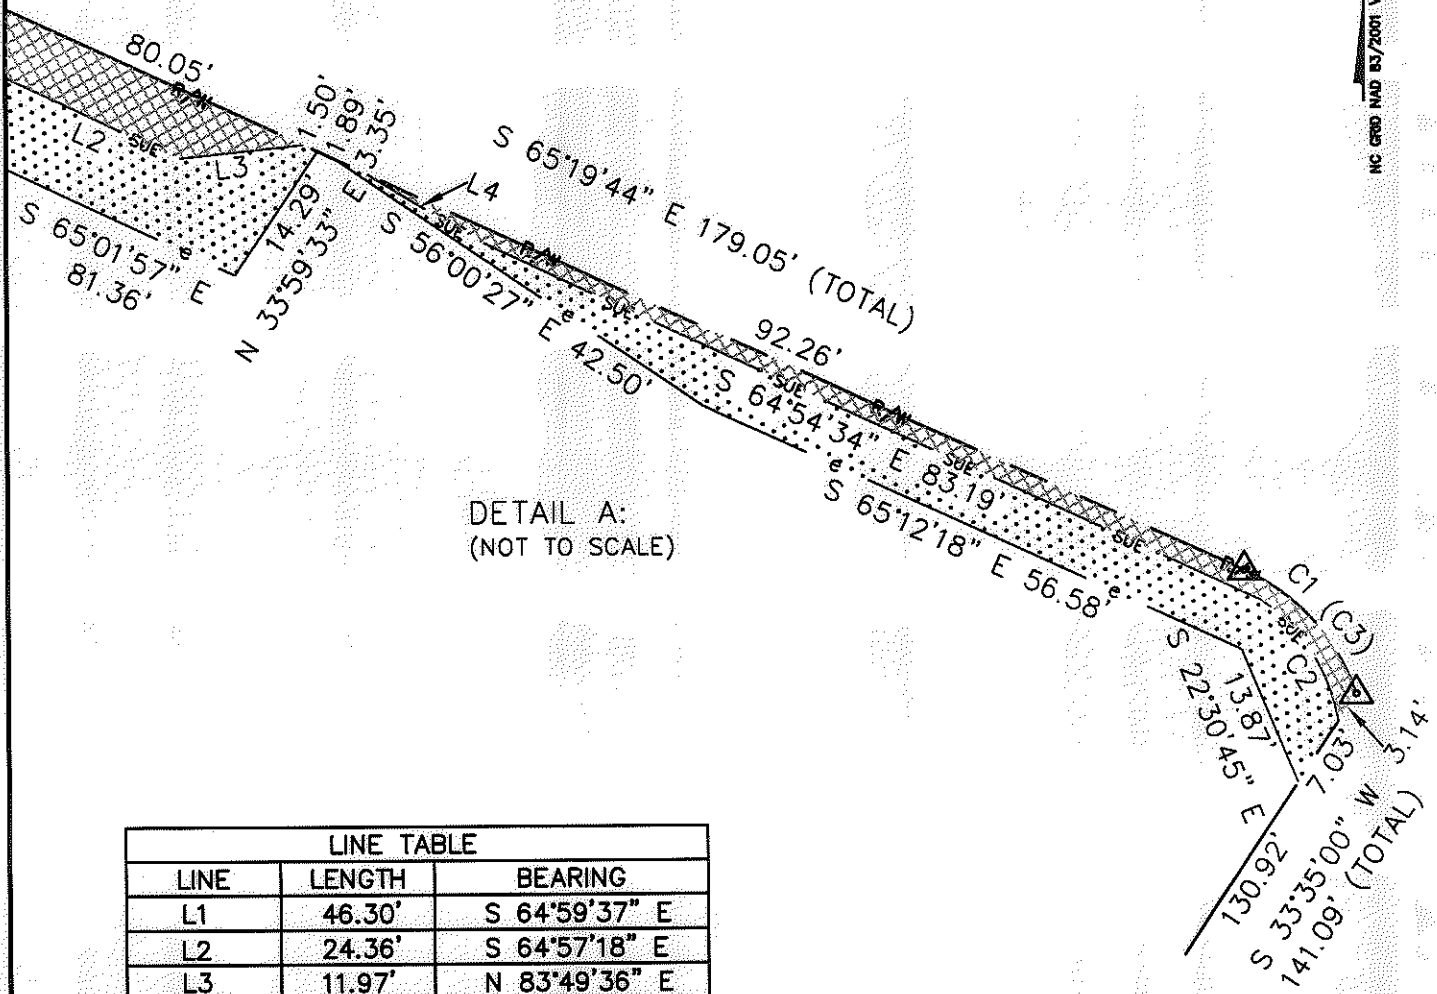 80.05'
R/W
NC GRID NAD 83/2001
1.50'
1.89'
E 3.35'
L2
SUE
L3
S 65°19'44" E 179.05' (TOTAL)
L4
SUE
R/W
S 65°01'57" E
81.36'
e
14.29'
N 33°59'33"
S 56°00'27" E 42.50'
e
SUE
92.26'
SUE
R/W
S 64°54'34" E 83.19'
SUE
e
S 65°12'18" E 56.58'
e
SUE
R/W
DETAIL A:
(NOT TO SCALE)
C1 (C3)
SUE
C2
13.87'
S 22°30'45" E
3.14'
7.03'
130.92'
S 33°35'00" W
141.09' (TOTAL)
LINE TABLE
LINE LENGTH BEARING
L1 46.30' S 64°59'37" E
L2 24.36' S 64°57'18" E
L3 11.97' N 83°49'36" E